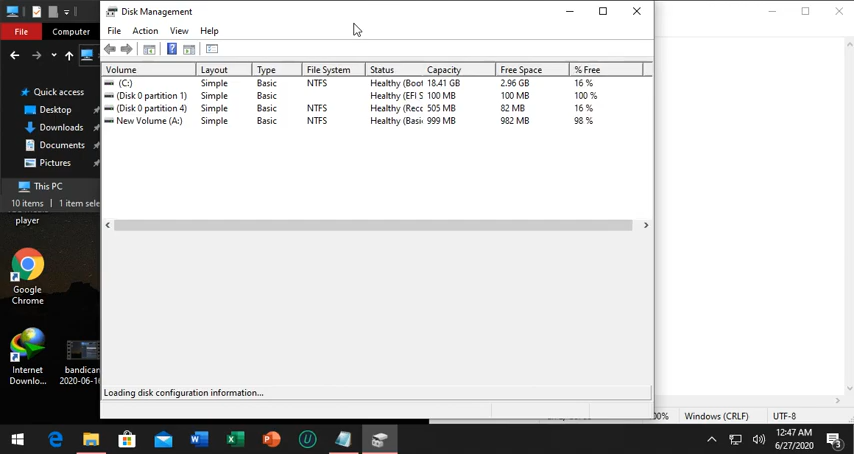 Disk Management
File Computer
File Action View Help
Volume Layout Type File System Status Capacity Free Space % Free
(C:) Simple Basic NTFS Healthy (Boot 18.41 GB 2.96 GB 16 %
(Disk 0 partition 1) Simple Basic Healthy (EFI S 100 MB 100 MB 100 %
(Disk 0 partition 4) Simple Basic NTFS Healthy (Reco 505 MB 82 MB 16 %
New Volume (A:) Simple Basic NTFS Healthy (Basic 999 MB 982 MB 98 %
Quick access
Desktop
Downloads
Documents
Pictures
This PC
10 items 1 item sele
player
Google
Chrome
Internet
Downlo...
bandicam
2020-06-16
Loading disk configuration information...
00% Windows (CRLF) UTF-8
12:47 AM
6/27/2020
3